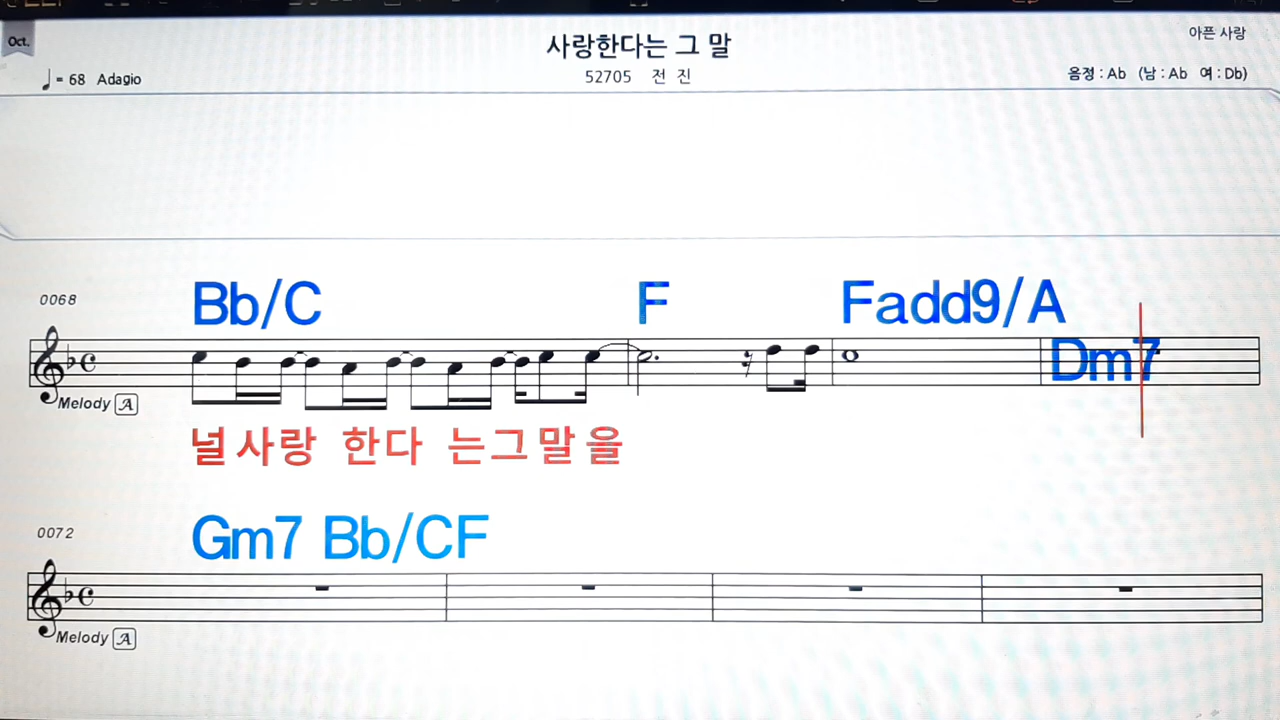 Oct.
사랑한다는 그 말
아픈 사랑
= 68 Adagio
52705 전 진
음정 : Ab (남 : Ab 여 : Db)
0068
Bb/C F Fadd9/A
Dm7
Melody A
널사랑 한다 는그말을
0072
Gm7 Bb/CF
Melody A